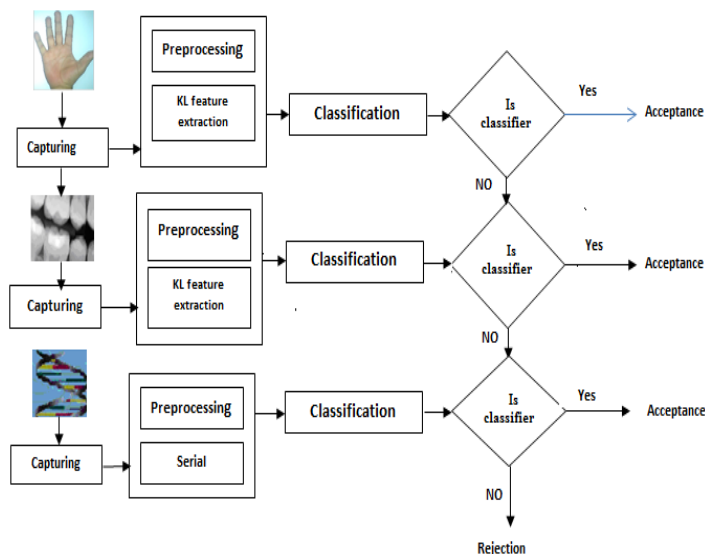 Preprocessing
KL feature
extraction
Capturing
Classification
Is
classifier
Yes
Acceptance
NO
Preprocessing
KL feature
extraction
Capturing
Classification
Is
classifier
Yes
Acceptance
NO
Preprocessing
Serial
Capturing
Classification
Is
classifier
Yes
Acceptance
NO
Rejection